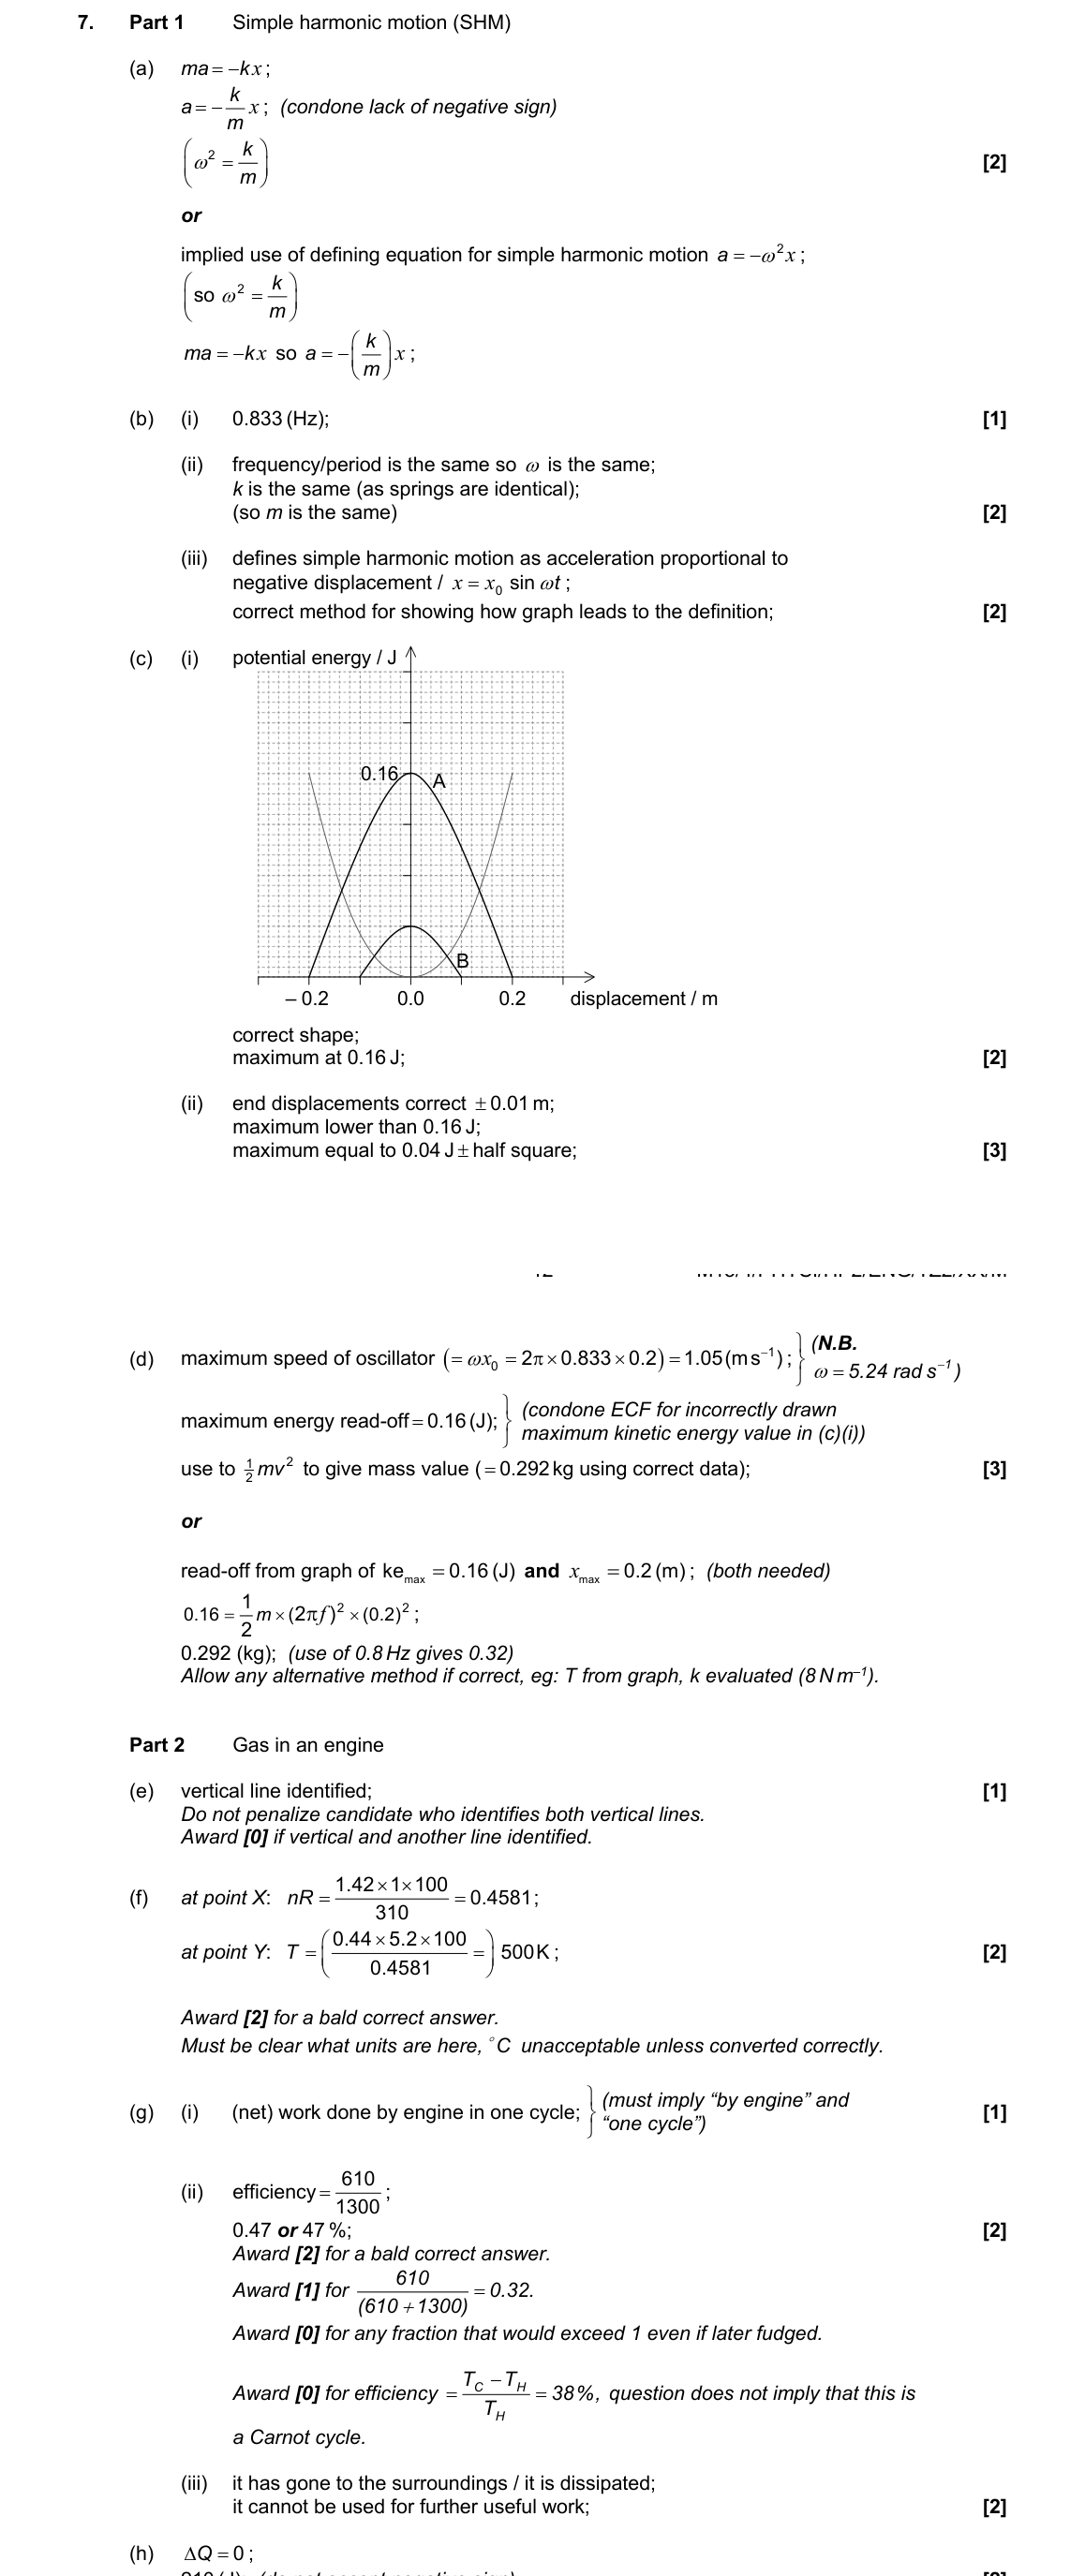 7. Part 1 Simple harmonic motion (SHM)
(a) ma = −kx ;
a = −k/m x ; (condone lack of negative sign)
(ω² = k/m) [2]
or
implied use of defining equation for simple harmonic motion a = −ω²x ;
(so ω² = k/m)
ma = −kx so a = −(k/m)x ;
(b) (i) 0.833 (Hz); [1]
(ii) frequency/period is the same so ω is the same;
k is the same (as springs are identical);
(so m is the same) [2]
(iii) defines simple harmonic motion as acceleration proportional to
negative displacement / x = x₀ sin ωt ;
correct method for showing how graph leads to the definition; [2]
(c) (i) potential energy / J
0.16 A
B
– 0.2 0.0 0.2 displacement / m
correct shape;
maximum at 0.16 J; [2]
(ii) end displacements correct ± 0.01 m;
maximum lower than 0.16 J;
maximum equal to 0.04 J ± half square; [3]
(d) maximum speed of oscillator (= ωx₀ = 2π × 0.833 × 0.2) = 1.05 (m s⁻¹) ; } (N.B.
ω = 5.24 rad s⁻¹)
maximum energy read-off = 0.16 (J); } (condone ECF for incorrectly drawn
maximum kinetic energy value in (c)(i))
use to ½mv² to give mass value (= 0.292 kg using correct data); [3]
or
read-off from graph of ke_max = 0.16 (J) and x_max = 0.2 (m) ; (both needed)
0.16 = 1/2 m × (2πf)² × (0.2)² ;
0.292 (kg); (use of 0.8 Hz gives 0.32)
Allow any alternative method if correct, eg: T from graph, k evaluated (8 N m⁻¹).
Part 2 Gas in an engine
(e) vertical line identified; [1]
Do not penalize candidate who identifies both vertical lines.
Award [0] if vertical and another line identified.
(f) at point X: nR = 1.42 × 1 × 100/310 = 0.4581 ;
at point Y: T = (0.44 × 5.2 × 100/0.4581 =) 500 K ; [2]
Award [2] for a bald correct answer.
Must be clear what units are here, °C unacceptable unless converted correctly.
(g) (i) (net) work done by engine in one cycle; } (must imply “by engine” and
“one cycle”) [1]
(ii) efficiency = 610/1300 ;
0.47 or 47 %; [2]
Award [2] for a bald correct answer.
Award [1] for 610/(610 + 1300) = 0.32.
Award [0] for any fraction that would exceed 1 even if later fudged.
Award [0] for efficiency = T_C − T_H/T_H = 38%, question does not imply that this is
a Carnot cycle.
(iii) it has gone to the surroundings / it is dissipated;
it cannot be used for further useful work; [2]
(h) ΔQ = 0 ;